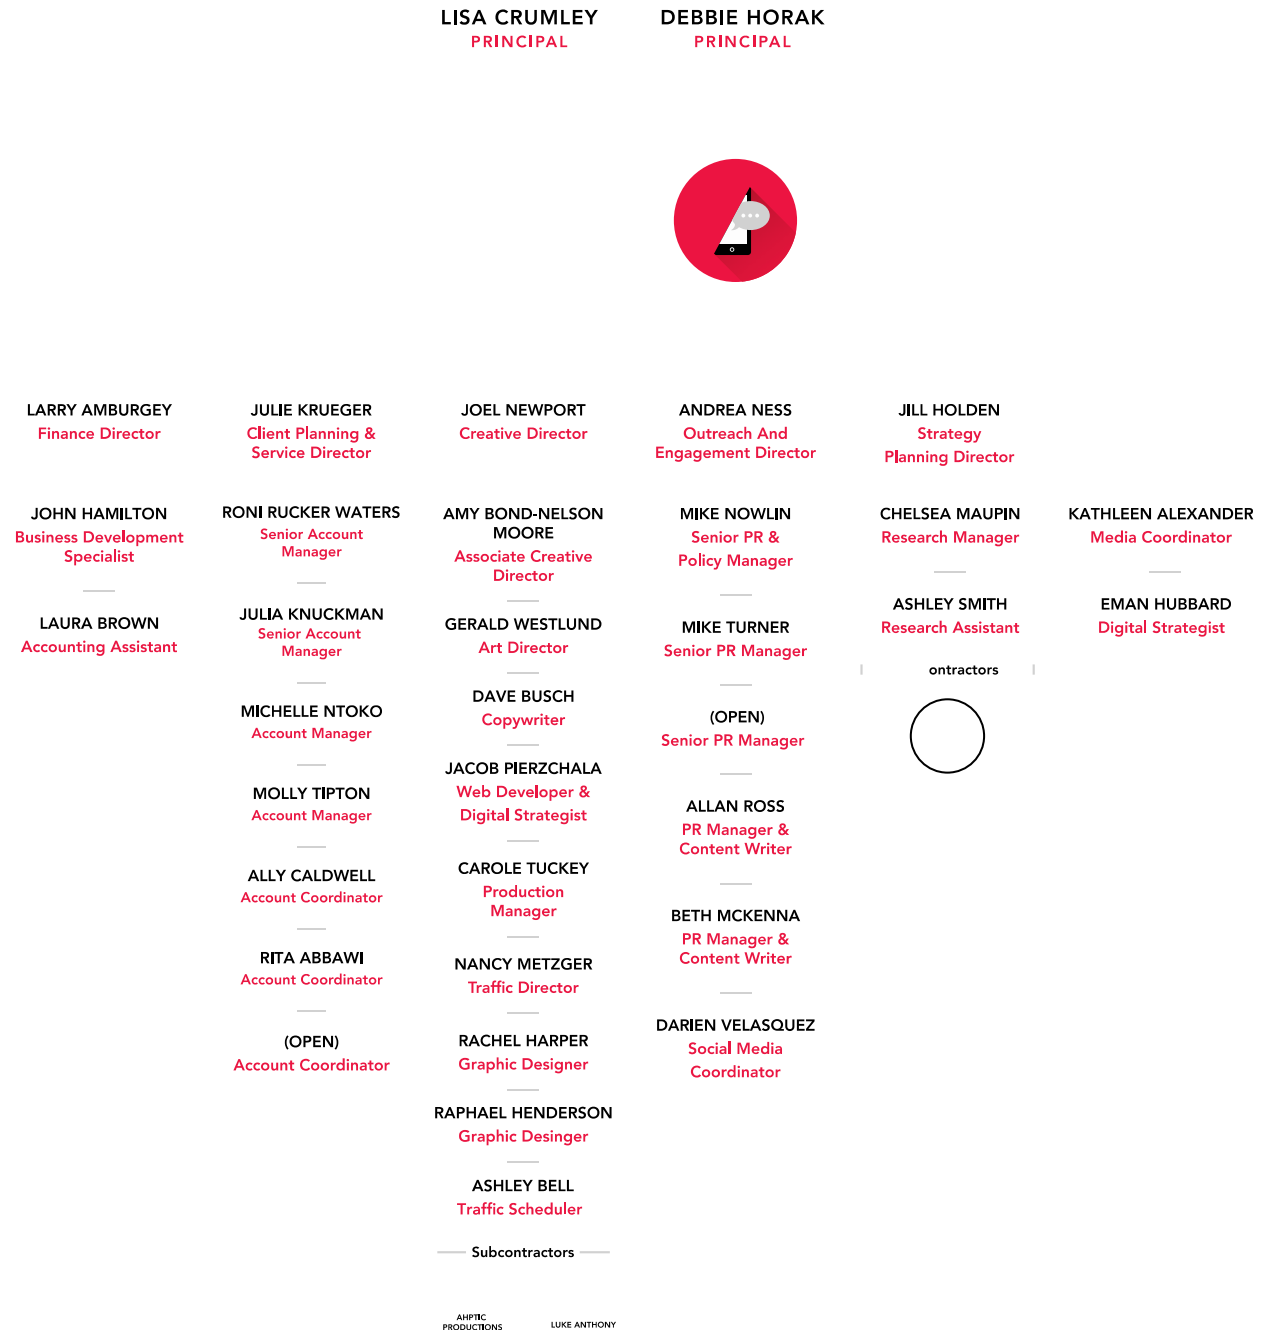 LISA CRUMLEY
PRINCIPAL
DEBBIE HORAK
PRINCIPAL
LARRY AMBURGEY
Finance Director
JOHN HAMILTON
Business Development
Specialist
LAURA BROWN
Accounting Assistant
JULIE KRUEGER
Client Planning &
Service Director
RONI RUCKER WATERS
Senior Account
Manager
JULIA KNUCKMAN
Senior Account
Manager
MICHELLE NTOKO
Account Manager
MOLLY TIPTON
Account Manager
ALLY CALDWELL
Account Coordinator
RITA ABBAWI
Account Coordinator
(OPEN)
Account Coordinator
JOEL NEWPORT
Creative Director
AMY BOND-NELSON
MOORE
Associate Creative
Director
GERALD WESTLUND
Art Director
DAVE BUSCH
Copywriter
JACOB PIERZCHALA
Web Developer &
Digital Strategist
CAROLE TUCKEY
Production
Manager
NANCY METZGER
Traffic Director
RACHEL HARPER
Graphic Designer
RAPHAEL HENDERSON
Graphic Desinger
ASHLEY BELL
Traffic Scheduler
Subcontractors
AHPTIC
PRODUCTIONS
LUKE ANTHONY
ANDREA NESS
Outreach And
Engagement Director
MIKE NOWLIN
Senior PR &
Policy Manager
MIKE TURNER
Senior PR Manager
(OPEN)
Senior PR Manager
ALLAN ROSS
PR Manager &
Content Writer
BETH MCKENNA
PR Manager &
Content Writer
DARIEN VELASQUEZ
Social Media
Coordinator
JILL HOLDEN
Strategy
Planning Director
CHELSEA MAUPIN
Research Manager
ASHLEY SMITH
Research Assistant
ontractors
KATHLEEN ALEXANDER
Media Coordinator
EMAN HUBBARD
Digital Strategist